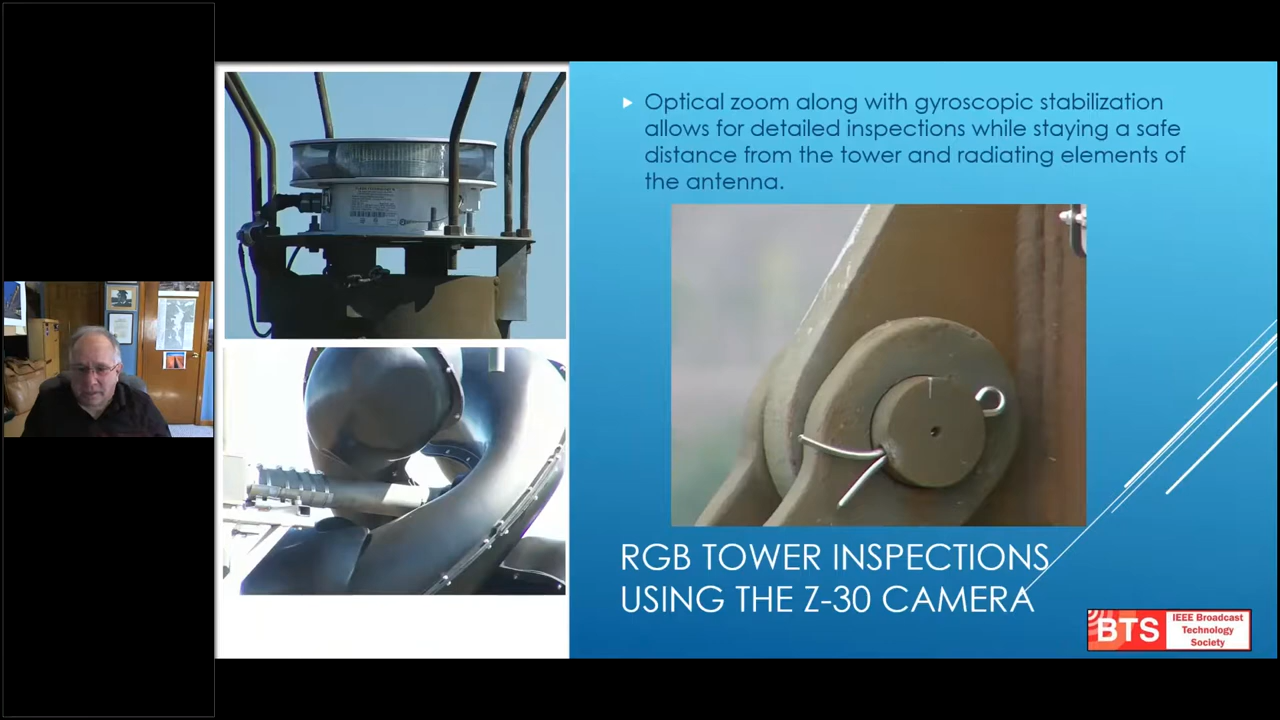 Optical zoom along with gyroscopic stabilization
allows for detailed inspections while staying a safe
distance from the tower and radiating elements of
the antenna.
RGB TOWER INSPECTIONS
USING THE Z-30 CAMERA
BTS
IEEE Broadcast
Technology
Society